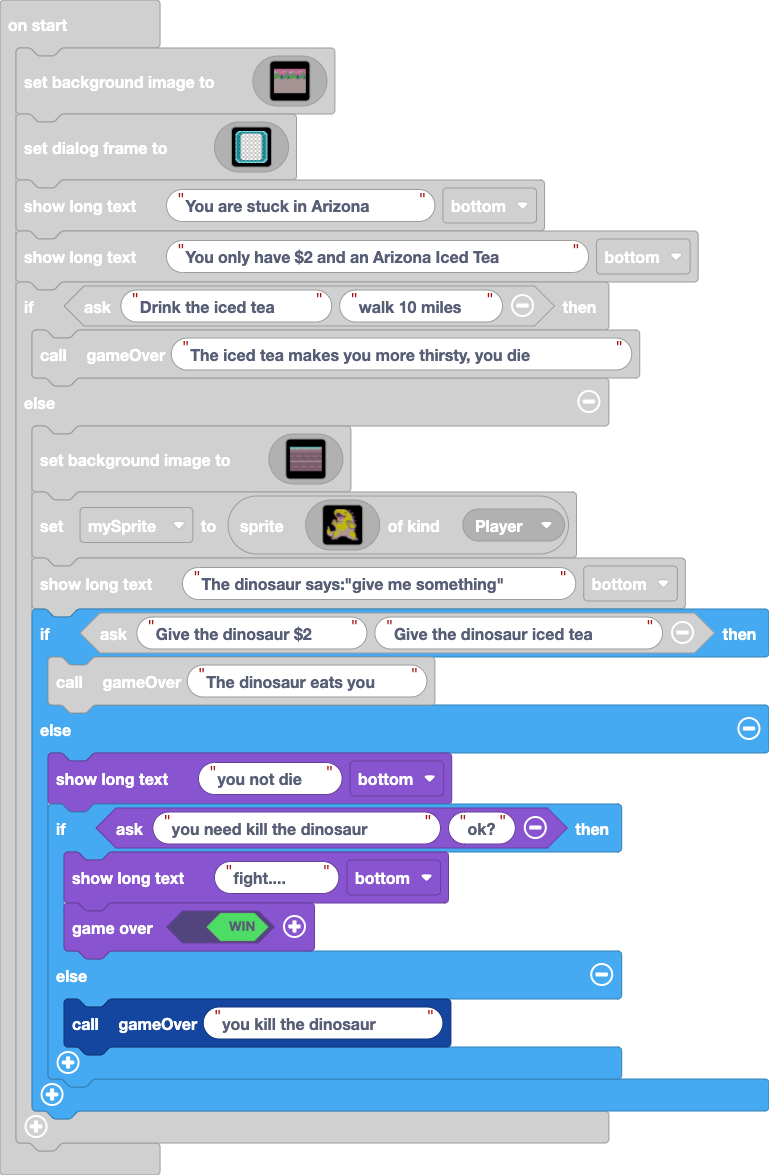 on start
set background image to
set dialog frame to
show long text "You are stuck in Arizona" bottom
show long text "You only have $2 and an Arizona Iced Tea" bottom
if ask "Drink the iced tea" "walk 10 miles" then
call gameOver "The iced tea makes you more thirsty, you die"
else
set background image to
set mySprite to sprite of kind Player
show long text "The dinosaur says:"give me something" bottom
if ask "Give the dinosaur $2" "Give the dinosaur iced tea" then
call gameOver "The dinosaur eats you"
else
show long text "you not die" bottom
if ask "you need kill the dinosaur" "ok?" then
show long text "fight...." bottom
game over WIN
else
call gameOver "you kill the dinosaur"